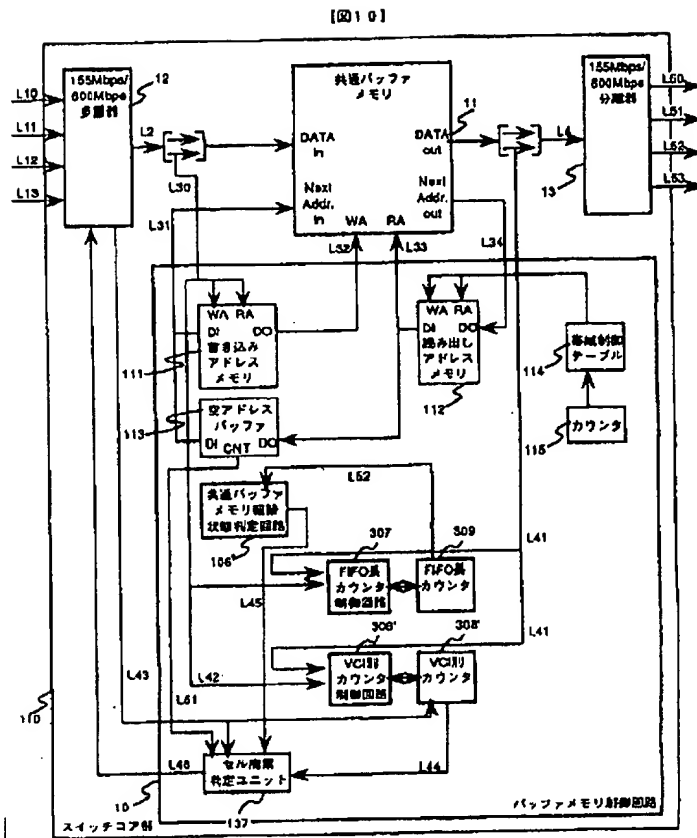 【図10】
155Mbps/
600Mbps
多重器
12
L10
L11
L12
L13
L2
L30
共通バッファ
メモリ
DATA
in
DATA
out
Next
Addr.
in
Next
Addr.
out
WA RA
11
L4
155Mbps/
600Mbps
分離器
13
L50
L51
L52
L53
L31
L32
L33
L34
WA RA
DI DO
書き込み
アドレス
メモリ
111
WA RA
DI DO
読み出し
アドレス
メモリ
112
帯域制御
テーブル
114
カウンタ
115
空アドレス
バッファ
DI CNT DO
113
共通バッファ
メモリ輻輳
状態判定回路
106'
L62
307
309
FIFO長
カウンタ
制御回路
FIFO長
カウンタ
L41
L45
306'
308'
VCI別
カウンタ
制御回路
VCI別
カウンタ
L41
L43
L42
L61
L44
L46
セル廃棄
判定ユニット
137
110
10
スイッチコア部
バッファメモリ制御回路